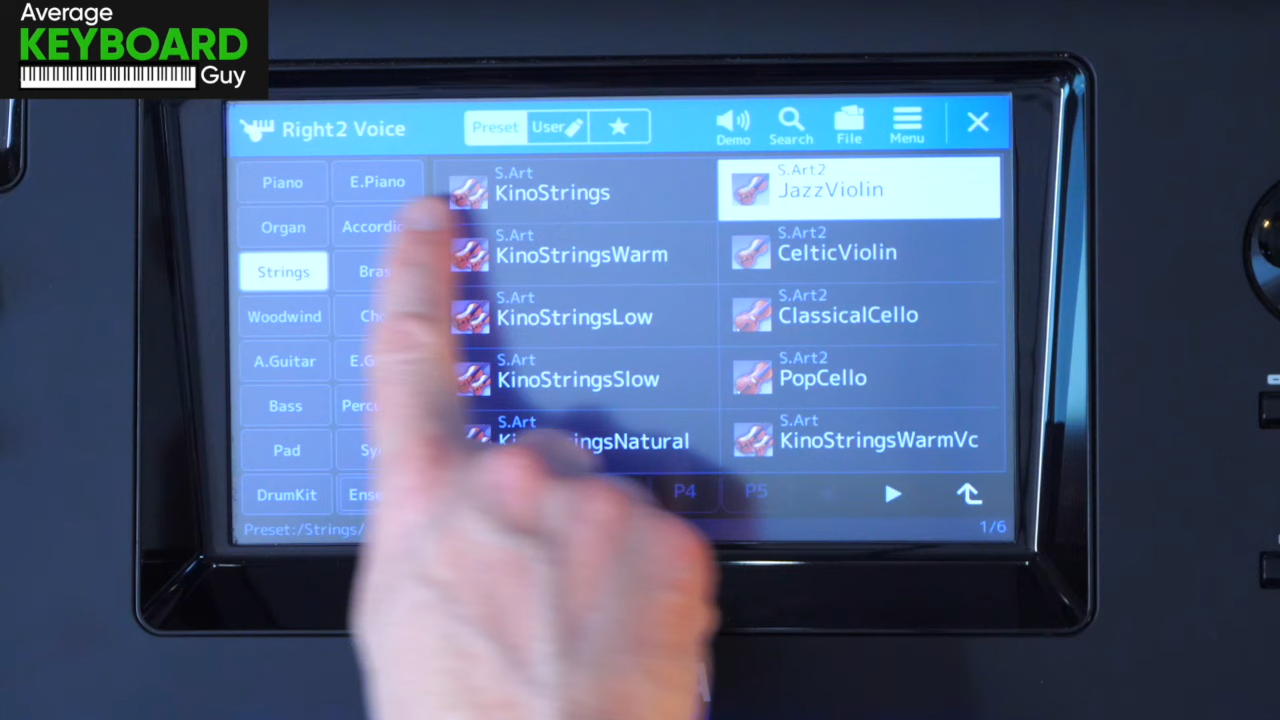 Average
KEYBOARD
Guy
Right2 Voice
Preset
User
Demo
Search
File
Menu
Piano
E.Piano
Organ
Strings
Woodwind
A.Guitar
Bass
Pad
DrumKit
S.Art
KinoStrings
S.Art
KinoStringsWarm
S.Art
KinoStringsLow
S.Art
KinoStringsSlow
S.Art
S.Art2
JazzViolin
S.Art2
CelticViolin
S.Art2
ClassicalCello
S.Art2
PopCello
S.Art
KinoStringsWarmVc
P4
P5
Preset:/Strings/
1/6